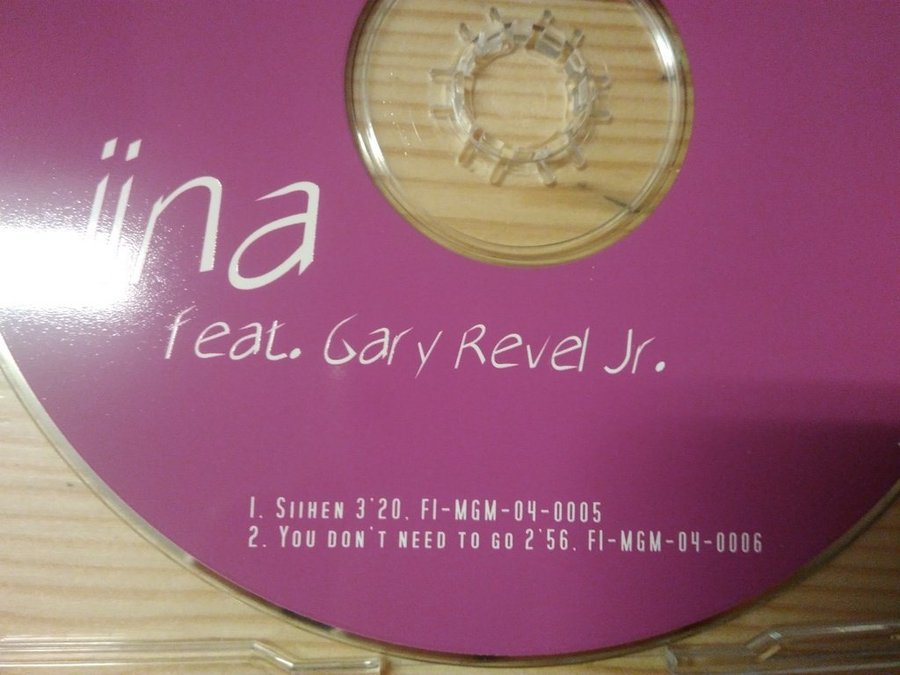 iina
feat. Gary Revel Jr.
1. Siihen 3'20, FI-MGM-04-0005
2. You don't need to go 2'56, FI-MGM-04-0006